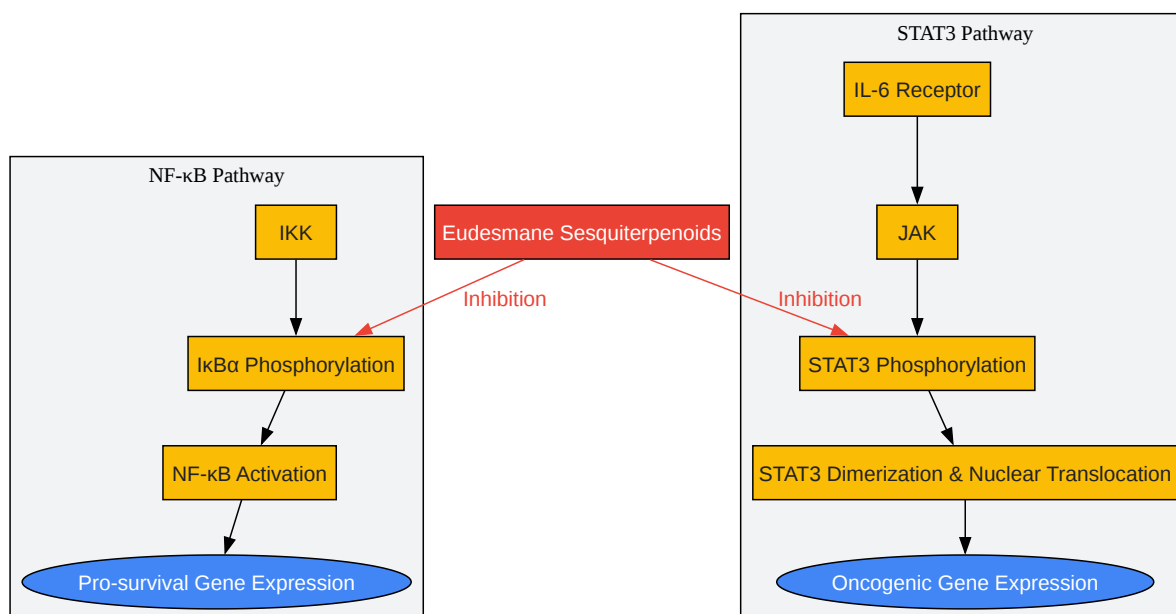 STAT3 Pathway
IL-6 Receptor
NF-κB Pathway
IKK
Eudesmane Sesquiterpenoids
JAK
Inhibition
Inhibition
IκBα Phosphorylation
STAT3 Phosphorylation
NF-κB Activation
STAT3 Dimerization & Nuclear Translocation
Pro-survival Gene Expression
Oncogenic Gene Expression